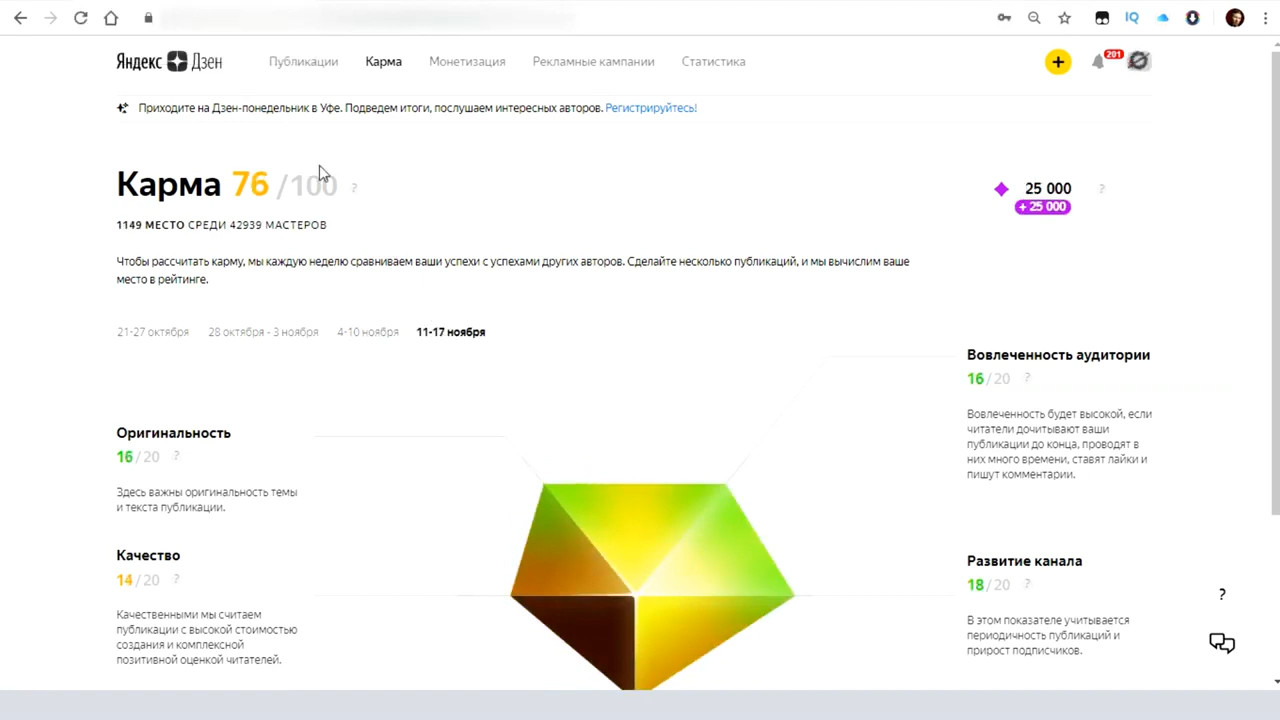 IQ
Яндекс Дзен
Публикации
Карма
Монетизация
Рекламные кампании
Статистика
+
201
Приходите на Дзен-понедельник в Уфе. Подведем итоги, послушаем интересных авторов. Регистрируйтесь!
Карма 76 /100 ?
25 000 ?
+ 25 000
1149 МЕСТО СРЕДИ 42939 МАСТЕРОВ
Чтобы рассчитать карму, мы каждую неделю сравниваем ваши успехи с успехами других авторов. Сделайте несколько публикаций, и мы вычислим ваше
место в рейтинге.
21-27 октября
28 октября - 3 ноября
4-10 ноября
11-17 ноября
Вовлеченность аудитории
16/20 ?
Вовлеченность будет высокой, если
читатели дочитывают ваши
публикации до конца, проводят в
них много времени, ставят лайки и
пишут комментарии.
Оригинальность
16/20 ?
Здесь важны оригинальность темы
и текста публикации.
Качество
14/20 ?
Качественными мы считаем
публикации с высокой стоимостью
создания и комплексной
позитивной оценкой читателей.
Развитие канала
18/20 ?
В этом показателе учитывается
периодичность публикаций и
прирост подписчиков.
?